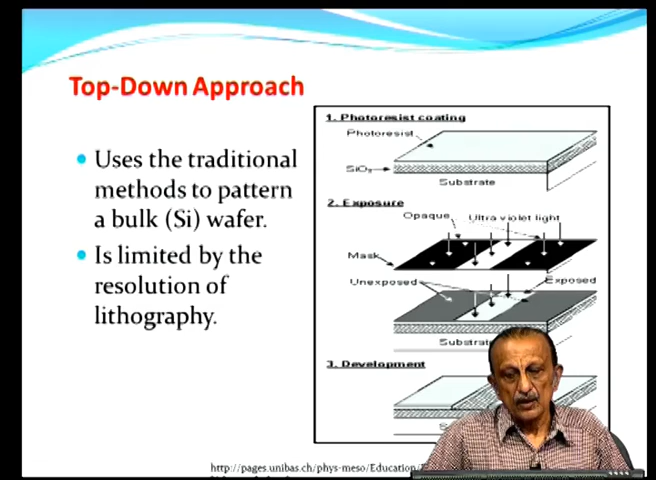 Top-Down Approach
Uses the traditional
methods to pattern
a bulk (Si) wafer.
Is limited by the
resolution of
lithography.
1. Photoresist coating
Photoresist
SiO₂
Substrate
2. Exposure
Opaque
Ultra violet light
Mask
Unexposed
Exposed
3. Development
http://pages.unibas.ch/phys-meso/Education/